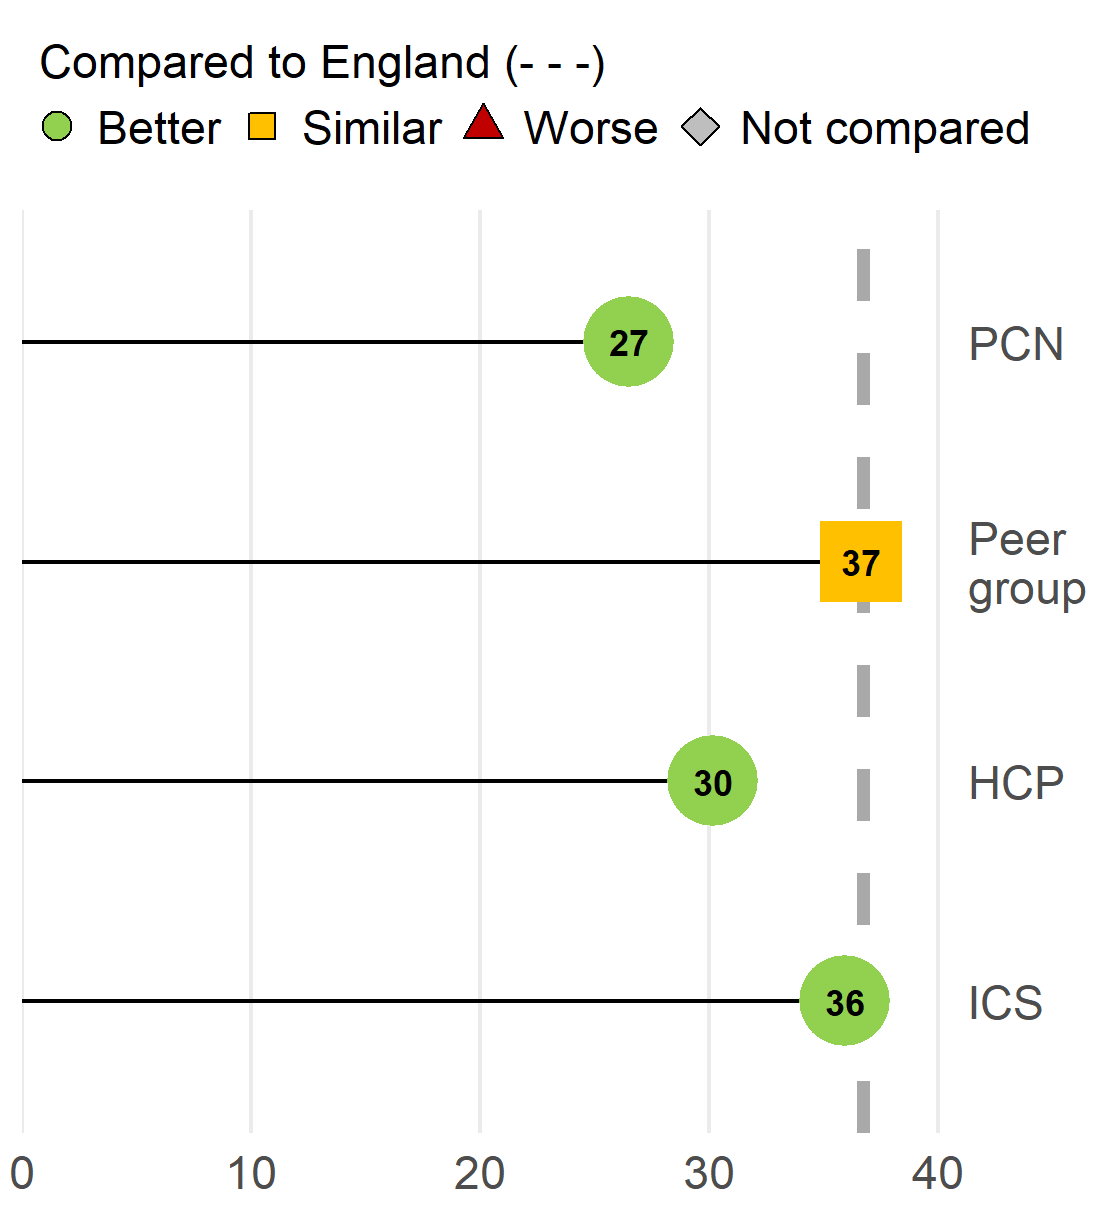 Compared to England (- - -)
Better Similar Worse Not compared
27 PCN
Peer
37
group
30 HCP
36 ICS
0 10 20 30 40